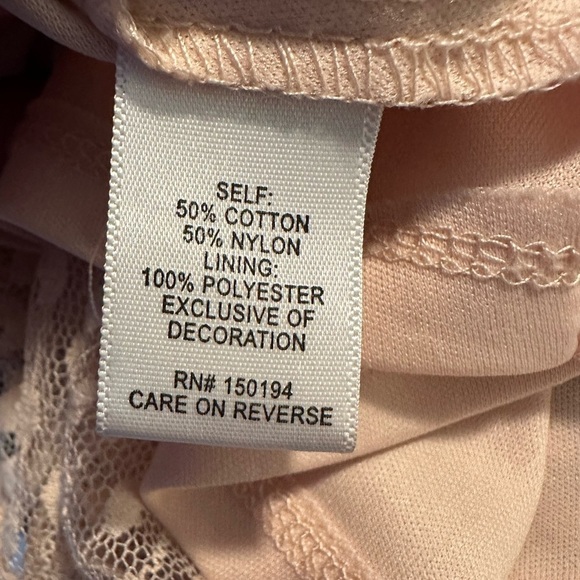 SELF:
50% COTTON
50% NYLON
LINING:
100% POLYESTER
EXCLUSIVE OF
DECORATION
RN# 150194
CARE ON REVERSE